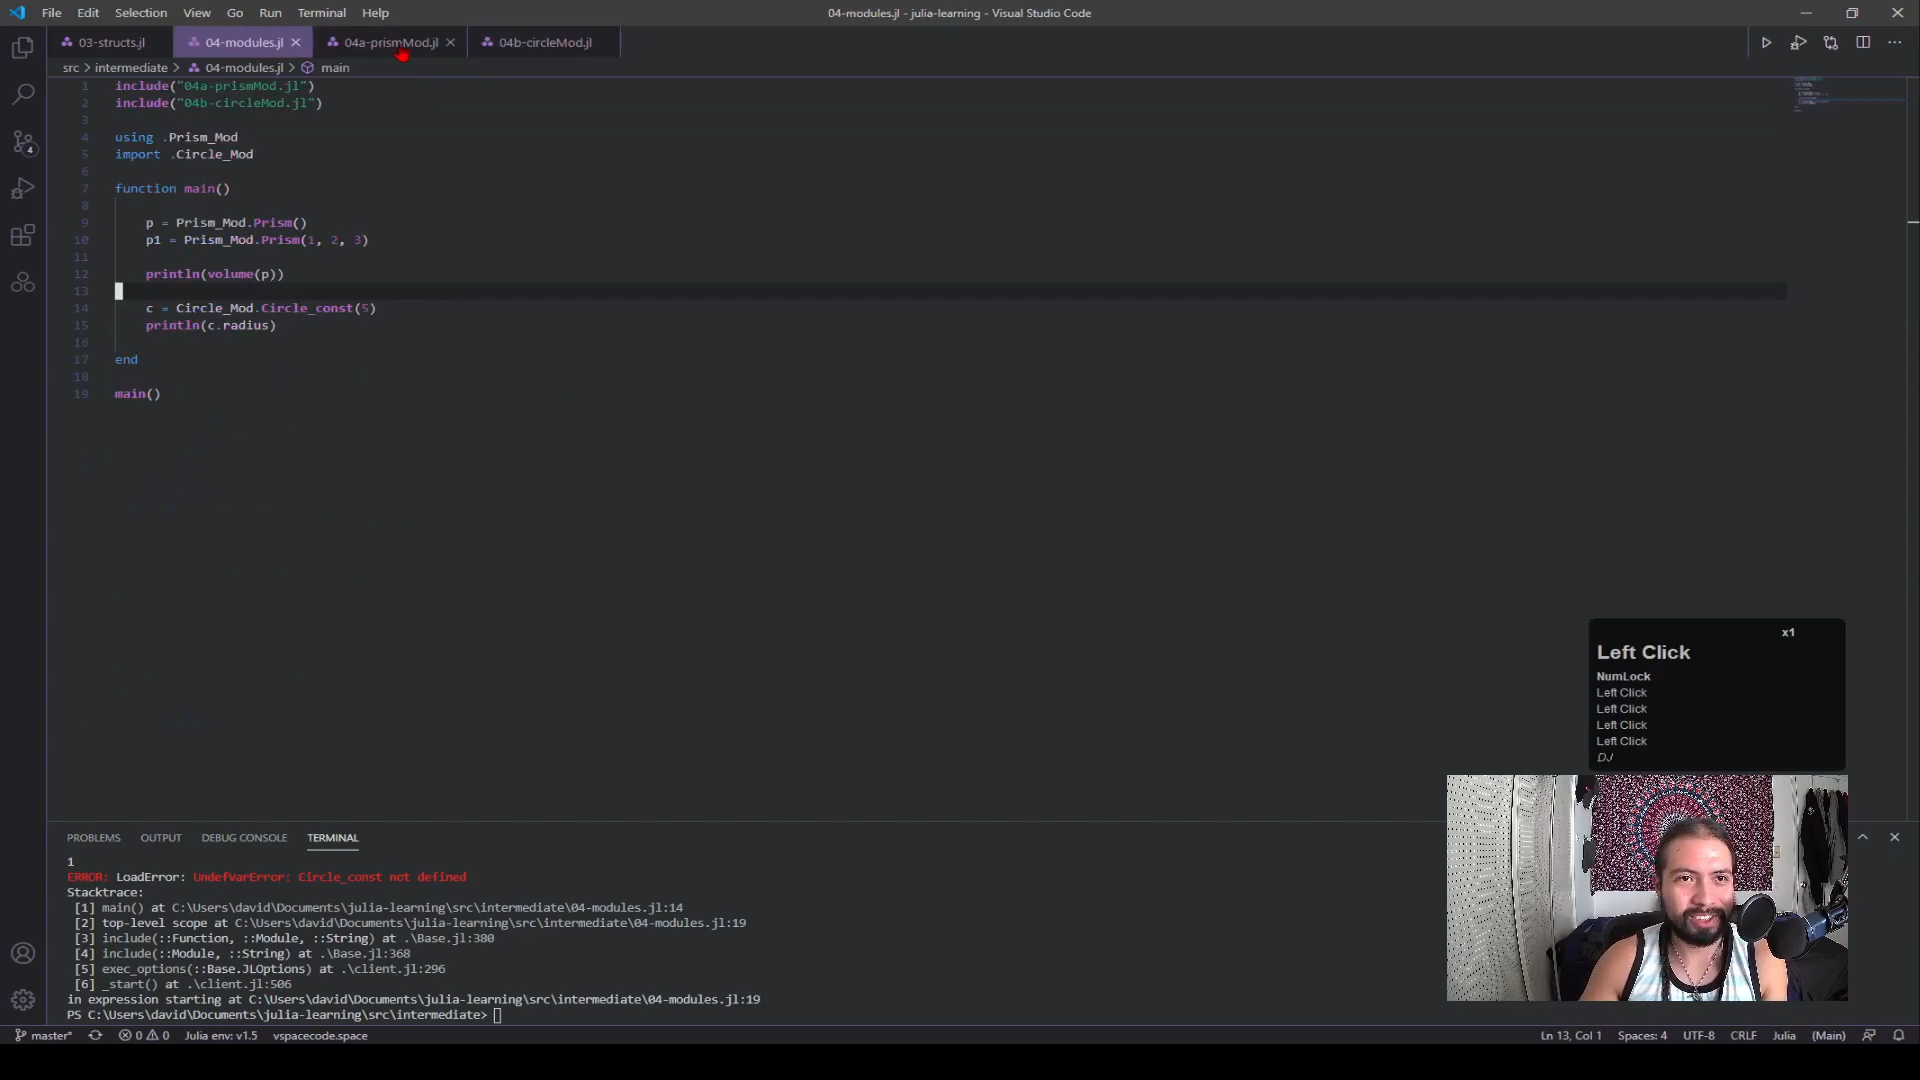 File Edit Selection View Go Run Terminal Help
04-modules.jl - julia-learning - Visual Studio Code
03-structs.jl 04-modules.jl 04a-prismMod.jl 04b-circleMod.jl
src > intermediate > 04-modules.jl > main
1 include("04a-prismMod.jl")
2 include("04b-circleMod.jl")
3
4 using .Prism_Mod
5 import .Circle_Mod
6
7 function main()
8
9 p = Prism_Mod.Prism()
10 p1 = Prism_Mod.Prism(1, 2, 3)
11
12 println(volume(p))
13
14 c = Circle_Mod.Circle_const(5)
15 println(c.radius)
16
17 end
18
19 main()
4
x1
Left Click
NumLock
Left Click
Left Click
Left Click
Left Click
DJ
PROBLEMS OUTPUT DEBUG CONSOLE TERMINAL
1
ERROR: LoadError: UndefVarError: Circle_const not defined
Stacktrace:
[1] main() at C:\Users\david\Documents\julia-learning\src\intermediate\04-modules.jl:14
[2] top-level scope at C:\Users\david\Documents\julia-learning\src\intermediate\04-modules.jl:19
[3] include(::Function, ::Module, ::String) at .\Base.jl:380
[4] include(::Module, ::String) at .\Base.jl:368
[5] exec_options(::Base.JLOptions) at .\client.jl:296
[6] _start() at .\client.jl:506
in expression starting at C:\Users\david\Documents\julia-learning\src\intermediate\04-modules.jl:19
PS C:\Users\david\Documents\julia-learning\src\intermediate>
master* 0 0 Julia env: v1.5 vspacecode.space
Ln 13, Col 1 Spaces: 4 UTF-8 CRLF Julia (Main)